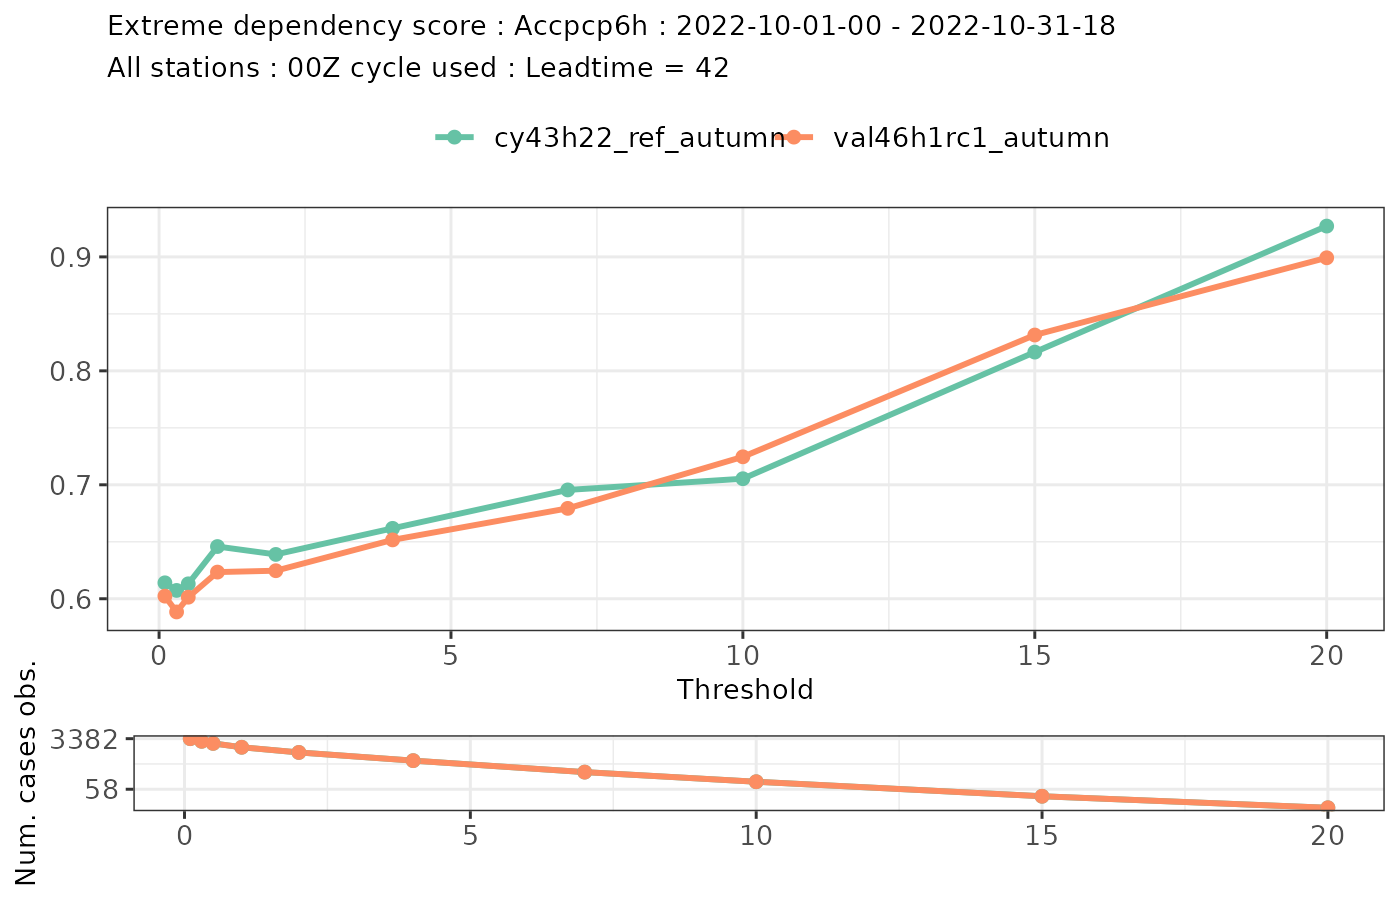 Extreme dependency score : Accpcp6h : 2022-10-01-00 - 2022-10-31-18
All stations : 00Z cycle used : Leadtime = 42
cy43h22_ref_autumn val46h1rc1_autumn
0.9
0.8
0.7
0.6
0 5 10 15 20
Threshold
Num. cases obs.
3382
58
0 5 10 15 20